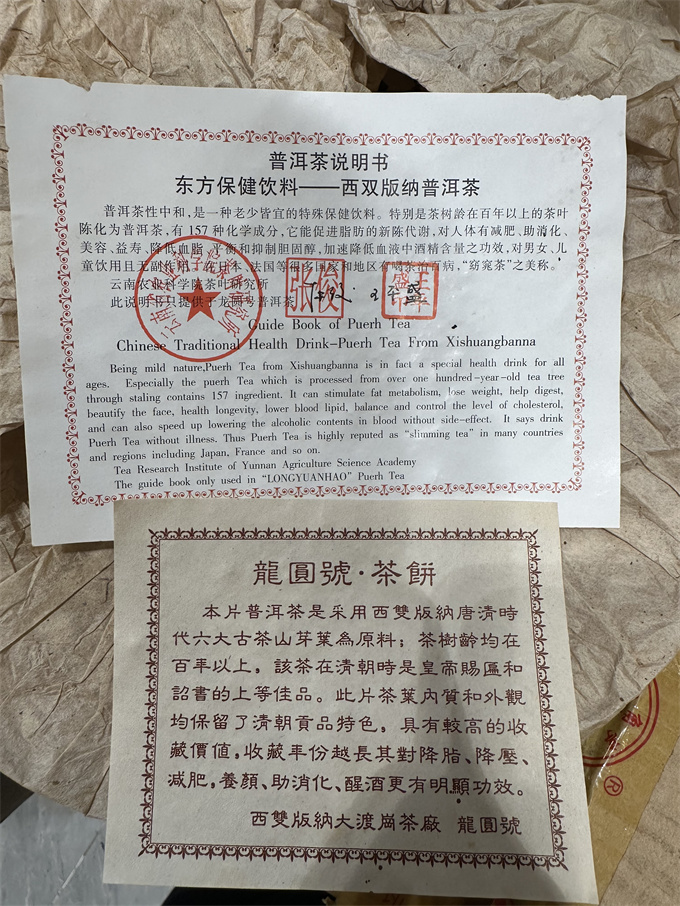 普洱茶说明书
东方保健饮料——西双版纳普洱茶
普洱茶性中和,是一种老少皆宜的特殊保健饮料。特别是茶树龄在百年以上的茶叶
陈化为普洱茶,有157种化学成分,它能促进脂肪的新陈代谢,对人体有减肥、助消化、
美容、益寿、降低血脂、平衡和抑制胆固醇,加速降低血液中酒精含量之功效,对男女、儿
童饮用且无副作用,在日本、法国等很多国家和地区有喝茶治百病,“窈窕茶”之美称。
云南农业科学院茶叶研究所
此说明书只提供于龙圆号普洱茶
张俊
王盛
Guide Book of Puerh Tea
Chinese Traditional Health Drink-Puerh Tea From Xishuangbanna
Being mild nature,Puerh Tea from Xishuangbanna is in fact a special health drink for all
ages. Especially the puerh Tea which is processed from over one hundred-year-old tea tree
through staling contains 157 ingredient. It can stimulate fat metabolism, lose weight, help digest,
beautify the face, health longevity, lower blood lipid, balance and control the level of cholesterol,
and can also speed up lowering the alcoholic contents in blood without side-effect. It says drink
Puerh Tea without illness. Thus Puerh Tea is highly reputed as “slimming tea” in many countries
and regions including Japan, France and so on.
Tea Research Institute of Yunnan Agriculture Science Academy
The guide book only used in “LONGYUANHAO” Puerh Tea
龍圓號·茶餅
本片普洱茶是采用西雙版納唐清時
代六大古茶山芽葉為原料；茶樹齡均在
百年以上，該茶在清朝時是皇帝賜匾和
詔書的上等佳品。此片茶葉內質和外觀
均保留了清朝貢品特色，具有較高的收
藏價值，收藏年份越長其對降脂、降壓、
減肥，養顏、助消化、醒酒更有明顯功效。
西雙版納大渡崗茶廠 龍圓號
®